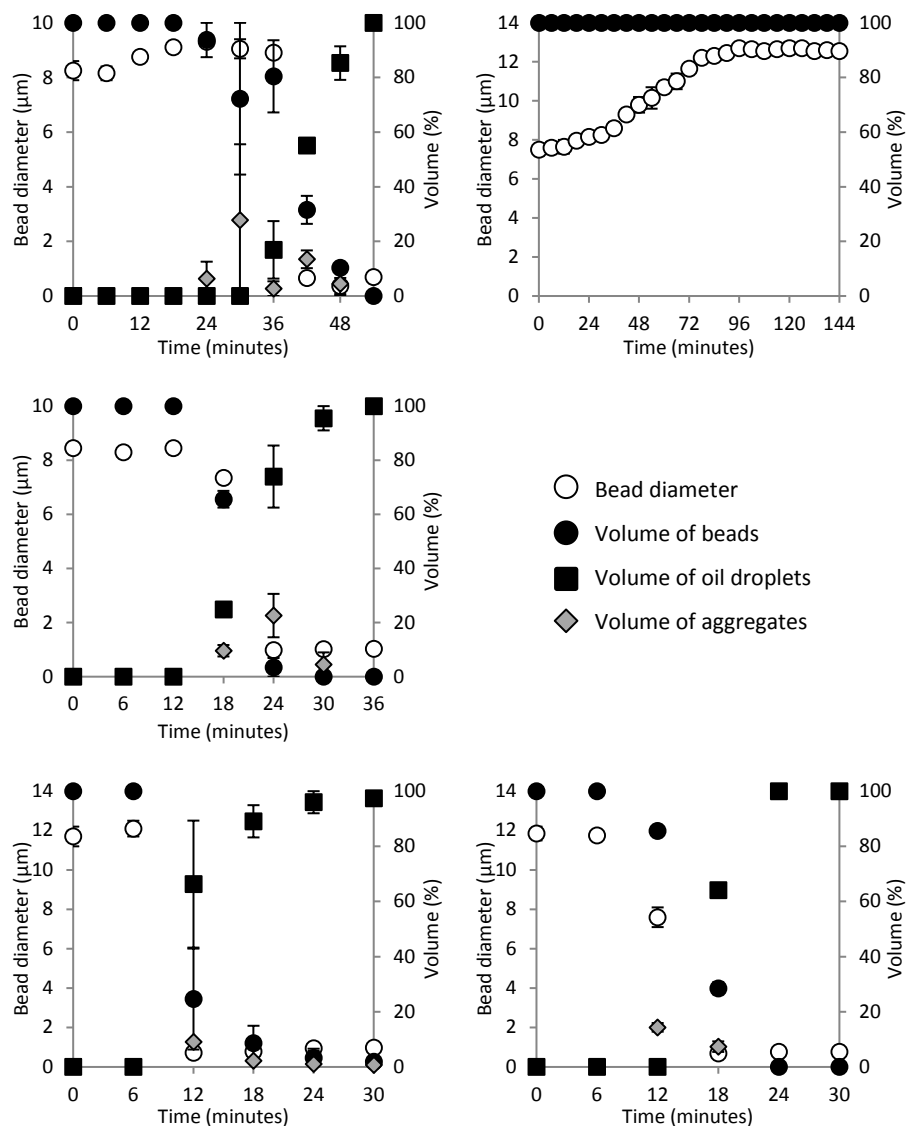 Bead diameter (µm)
10
8
6
4
2
0
100
80
60
40
20
0
Volume (%)
0 12 24 36 48
Time (minutes)
Bead diameter (µm)
14
12
10
8
6
4
2
0
100
80
60
40
20
0
Volume (%)
0 24 48 72 96 120 144
Time (minutes)
Bead diameter (µm)
10
8
6
4
2
0
100
80
60
40
20
0
Volume (%)
0 6 12 18 24 30 36
Time (minutes)
Bead diameter
Volume of beads
Volume of oil droplets
Volume of aggregates
Bead diameter (µm)
14
12
10
8
6
4
2
0
100
80
60
40
20
0
Volume (%)
0 6 12 18 24 30
Time (minutes)
Bead diameter (µm)
14
12
10
8
6
4
2
0
100
80
60
40
20
0
Volume (%)
0 6 12 18 24 30
Time (minutes)